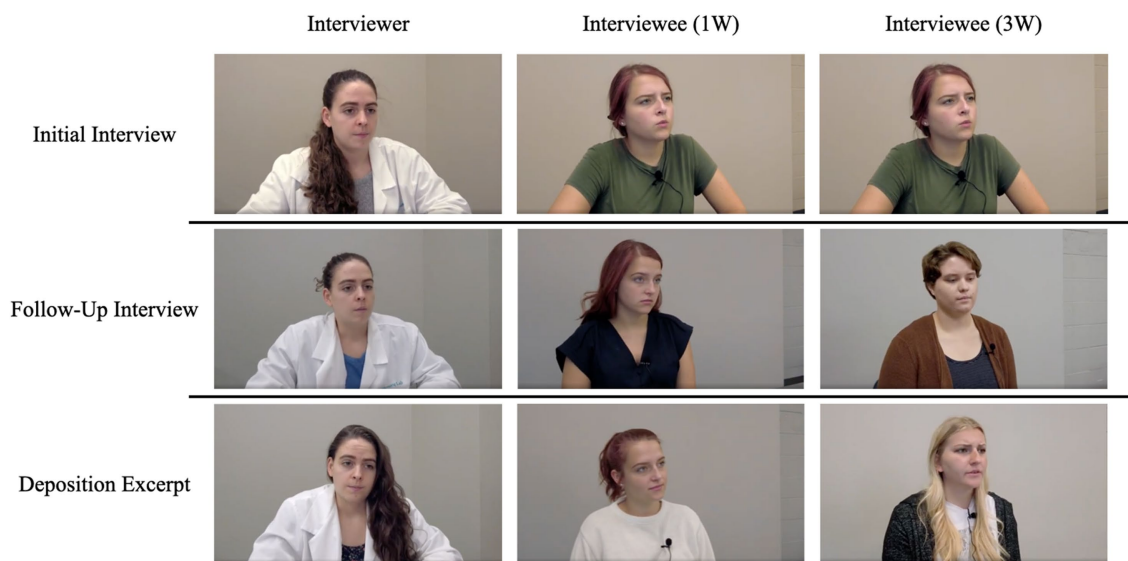 Interviewer
Interviewee (1W)
Interviewee (3W)
Initial Interview
Follow-Up Interview
Deposition Excerpt